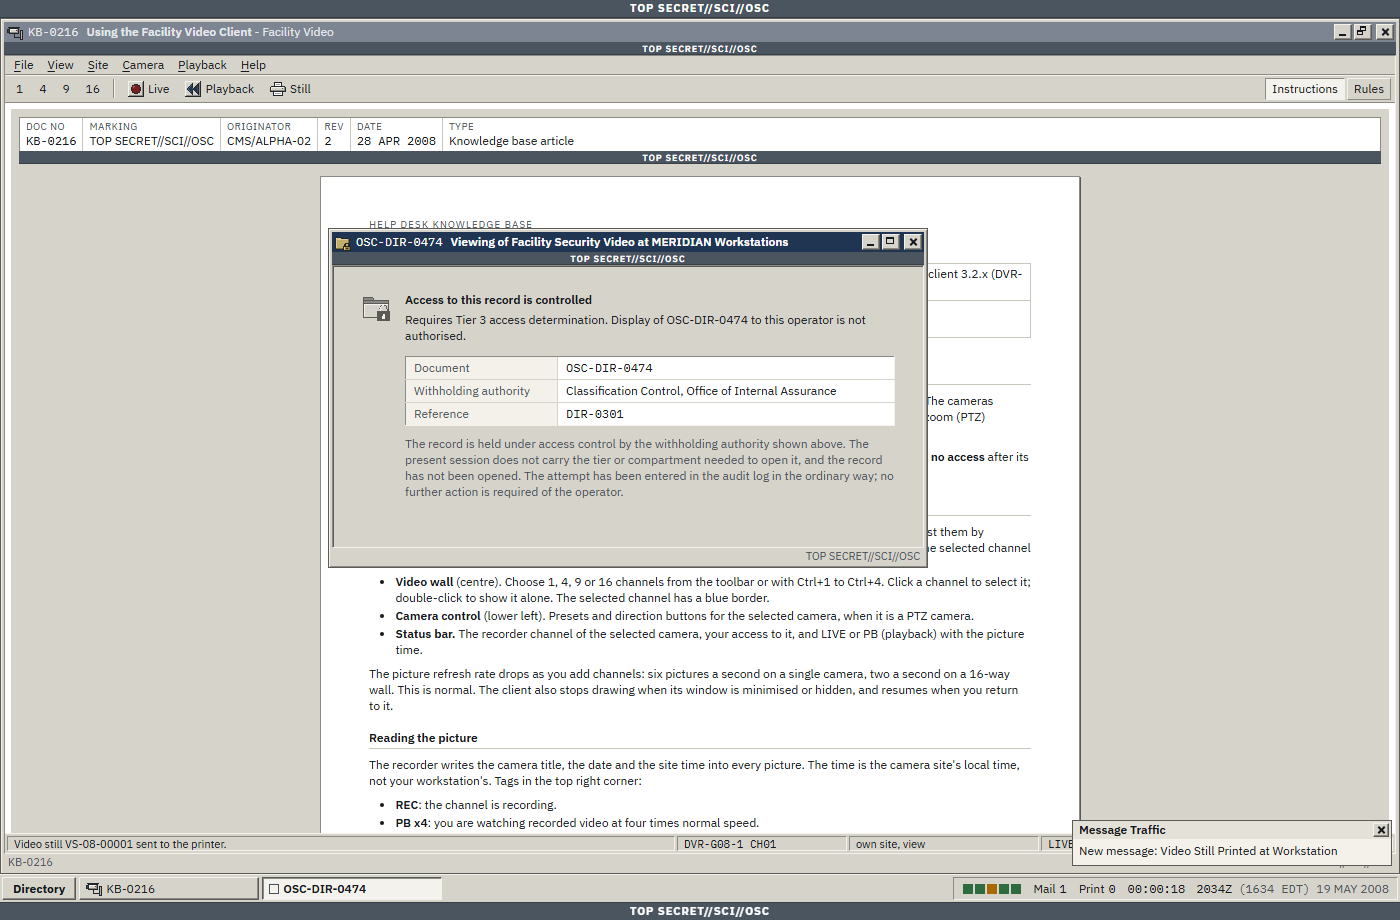 TOP SECRET//SCI//OSC
KB-0216 Using the Facility Video Client - Facility Video
TOP SECRET//SCI//OSC
File View Site Camera Playback Help
1 4 9 16 Live Playback Still Instructions Rules
DOC NO MARKING ORIGINATOR REV DATE TYPE
KB-0216 TOP SECRET//SCI//OSC CMS/ALPHA-02 2 28 APR 2008 Knowledge base article
TOP SECRET//SCI//OSC
HELP DESK KNOWLEDGE BASE
OSC-DIR-0474 Viewing of Facility Security Video at MERIDIAN Workstations
TOP SECRET//SCI//OSC
client 3.2.x (DVR-
Access to this record is controlled
Requires Tier 3 access determination. Display of OSC-DIR-0474 to this operator is not
authorised.
Document OSC-DIR-0474
Withholding authority Classification Control, Office of Internal Assurance
Reference DIR-0301
The cameras
zoom (PTZ)
The record is held under access control by the withholding authority shown above. The
present session does not carry the tier or compartment needed to open it, and the record
has not been opened. The attempt has been entered in the audit log in the ordinary way; no
further action is required of the operator.
no access after its
st them by
he selected channel
TOP SECRET//SCI//OSC
• Video wall (centre). Choose 1, 4, 9 or 16 channels from the toolbar or with Ctrl+1 to Ctrl+4. Click a channel to select it;
double-click to show it alone. The selected channel has a blue border.
• Camera control (lower left). Presets and direction buttons for the selected camera, when it is a PTZ camera.
• Status bar. The recorder channel of the selected camera, your access to it, and LIVE or PB (playback) with the picture
time.
The picture refresh rate drops as you add channels: six pictures a second on a single camera, two a second on a 16-way
wall. This is normal. The client also stops drawing when its window is minimised or hidden, and resumes when you return
to it.
Reading the picture
The recorder writes the camera title, the date and the site time into every picture. The time is the camera site's local time,
not your workstation's. Tags in the top right corner:
• REC: the channel is recording.
• PB x4: you are watching recorded video at four times normal speed.
Video still VS-08-00001 sent to the printer. DVR-G08-1 CH01 own site, view LIVE
Message Traffic
New message: Video Still Printed at Workstation
KB-0216
Directory KB-0216 OSC-DIR-0474 Mail 1 Print 0 00:00:18 2034Z (1634 EDT) 19 MAY 2008
TOP SECRET//SCI//OSC